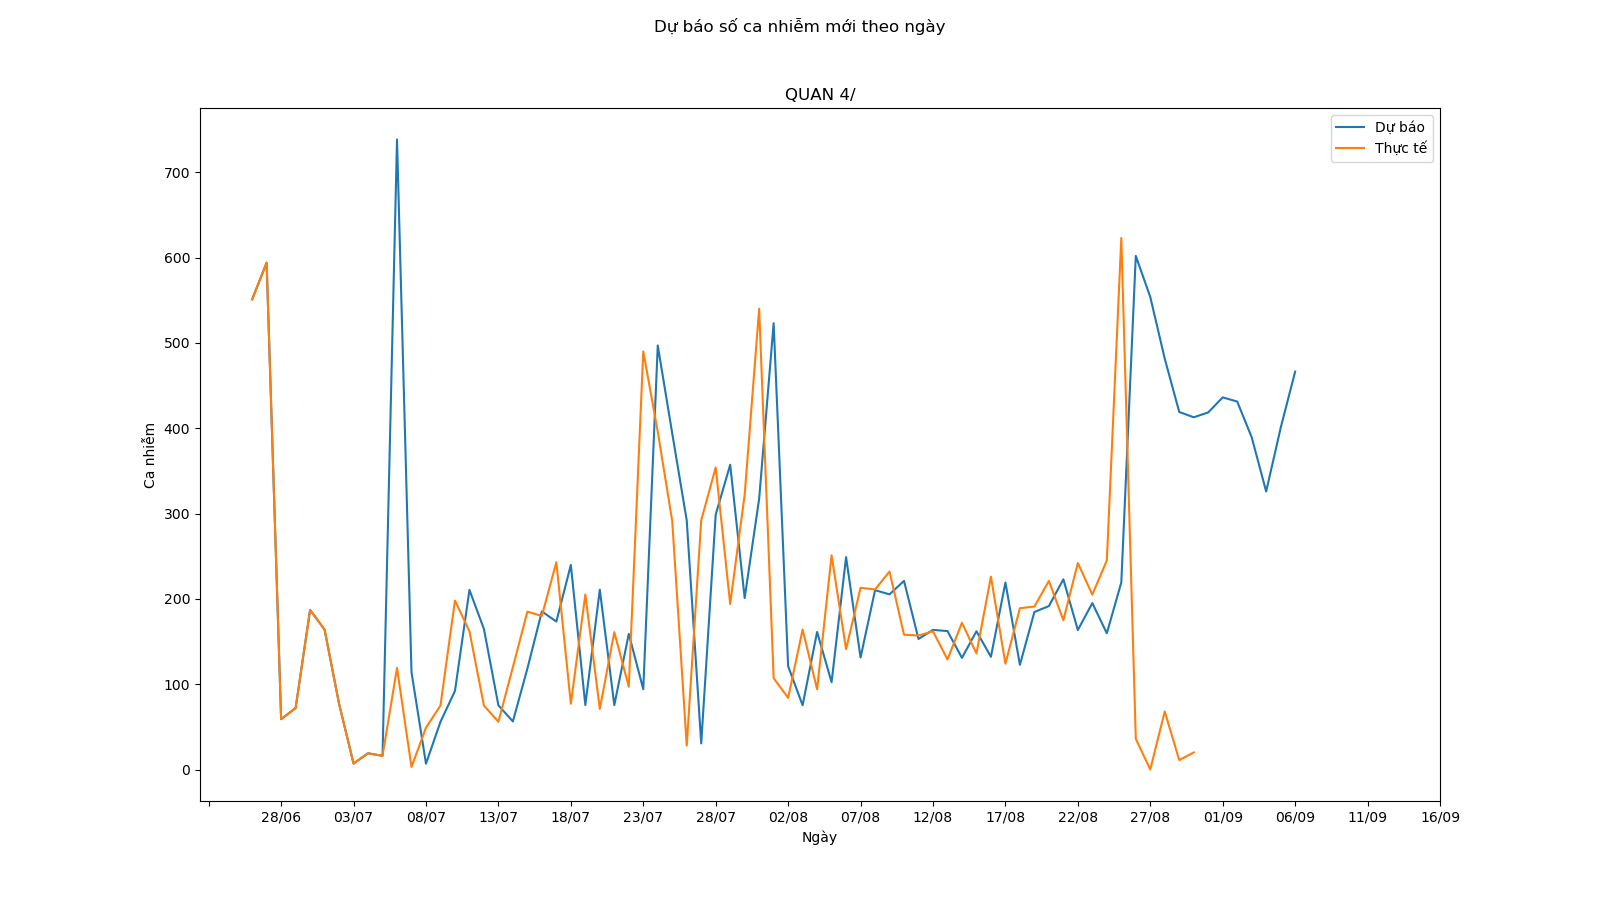 Dự báo số ca nhiễm mới theo ngày
QUAN 4/
Dự báo
Thực tế
700
600
500
400
300
200
100
0
Ca nhiễm
28/06 03/07 08/07 13/07 18/07 23/07 28/07 02/08 07/08 12/08 17/08 22/08 27/08 01/09 06/09 11/09 16/09
Ngày